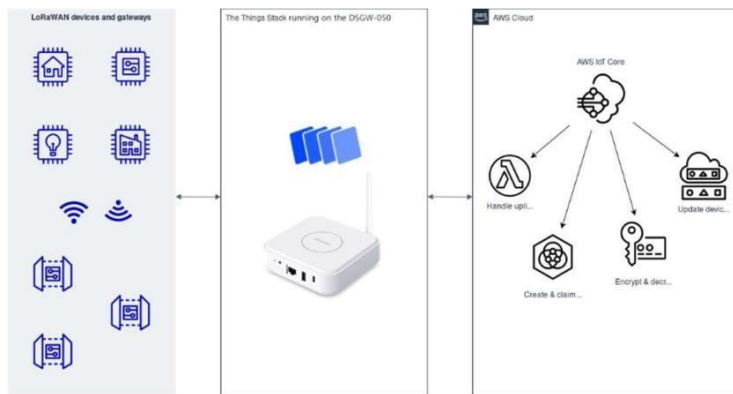 LoRaWAN devices and gateways
The Things Stack running on the DSGW-050
aws AWS Cloud
AWS IoT Core
Handle upli...
Update devic...
Encrypt & decr...
Create & claim...